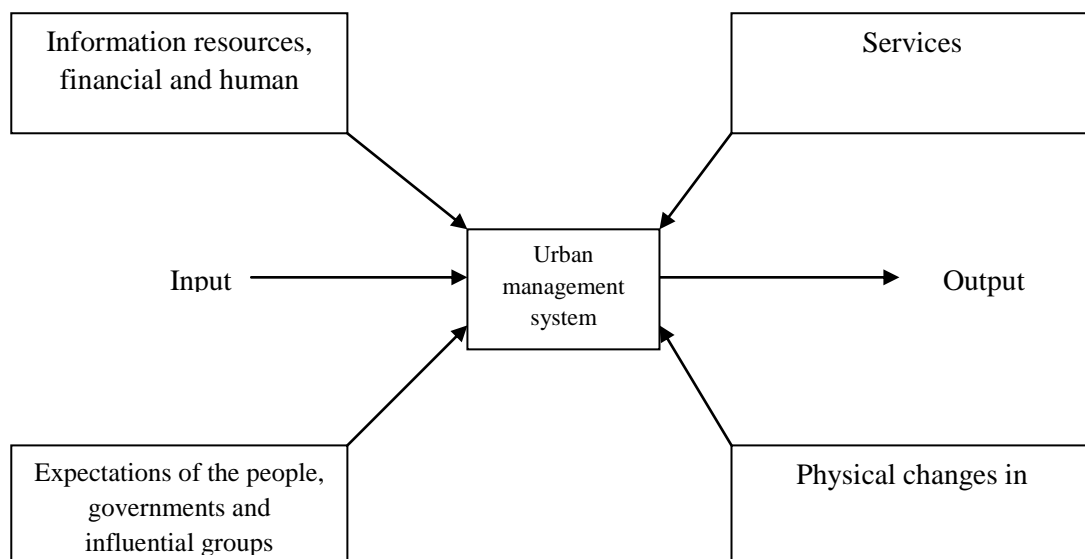 Information resources,
financial and human
Services
Input
Urban
management
system
Output
Expectations of the people,
governments and
influential groups
Physical changes in